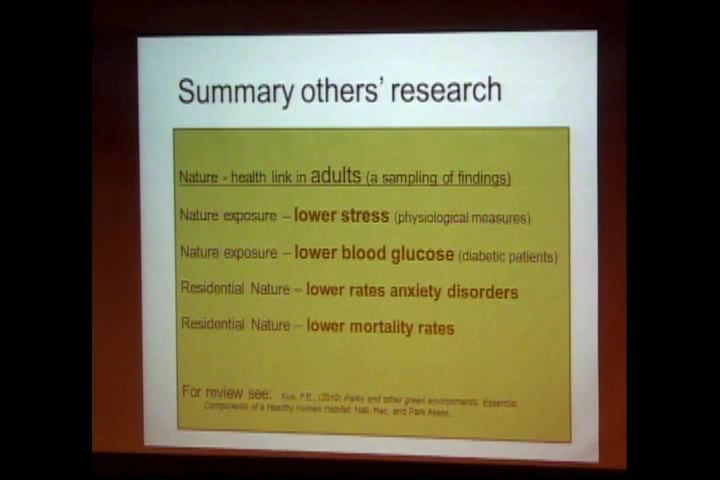 Summary others' research
Nature - health link in adults (a sampling of findings)
Nature exposure – lower stress (physiological measures)
Nature exposure – lower blood glucose (diabetic patients)
Residential Nature – lower rates anxiety disorders
Residential Nature – lower mortality rates
For review see: Kuo, F.E., (2010) Parks and other green environments: Essential
Components of a Healthy Human Habitat. Natl. Rec. and Park Assoc.